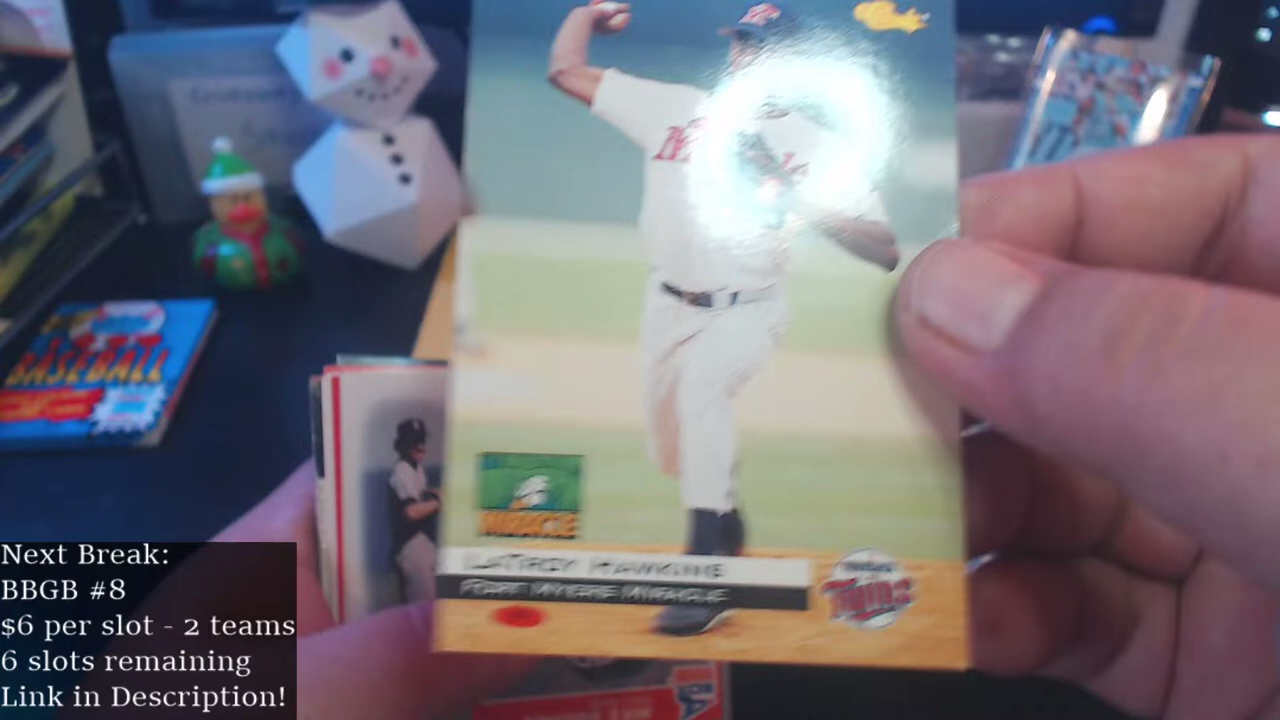 BASEBALL
MIRACLE
LATROY HAWKINS
FORT MYERS MIRACLE
Twins
Next Break:
BBGB #8
$6 per slot - 2 teams
6 slots remaining
Link in Description!